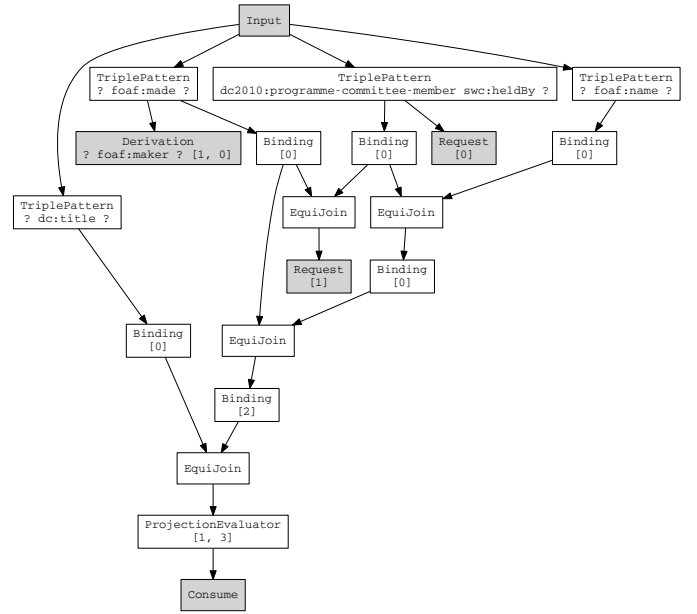 Input
TriplePattern
? foaf:made ?
TriplePattern
dc2010:programme-committee-member swc:heldBy ?
TriplePattern
? foaf:name ?
Derivation
? foaf:maker ? [1, 0]
Binding
[0]
Binding
[0]
Request
[0]
Binding
[0]
TriplePattern
? dc:title ?
EquiJoin
EquiJoin
Request
[1]
Binding
[0]
Binding
[0]
EquiJoin
Binding
[2]
EquiJoin
ProjectionEvaluator
[1, 3]
Consume